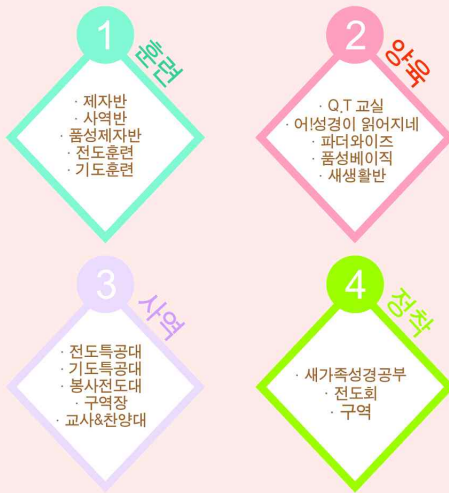 1
훈련
· 제자반
· 사역반
· 품성제자반
· 전도훈련
· 기도훈련
2
양육
· Q.T 교실
· 어!성경이 읽어지네
· 파더와이즈
· 품성베이직
· 새생활반
3
사역
· 전도특공대
· 기도특공대
· 봉사전도대
· 구역장
· 교사&찬양대
4
정착
· 새가족성경공부
· 전도회
· 구역